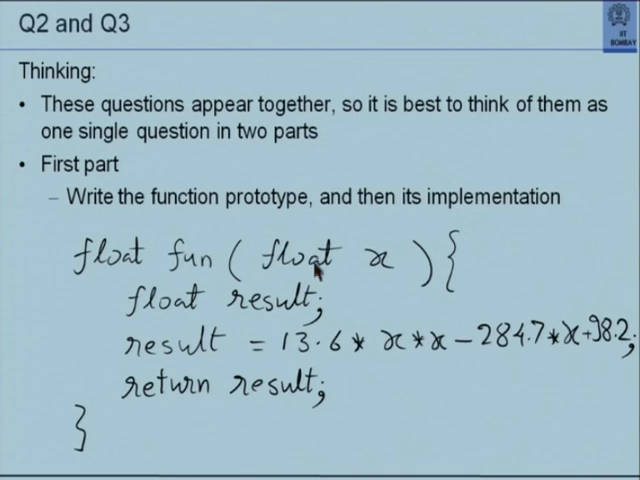 Q2 and Q3
IIT
BOMBAY
Thinking:
• These questions appear together, so it is best to think of them as
one single question in two parts
• First part
– Write the function prototype, and then its implementation
float fun ( float x ) {
float result;
result = 13.6 * x * x - 284.7 * x + 98.2;
return result;
}